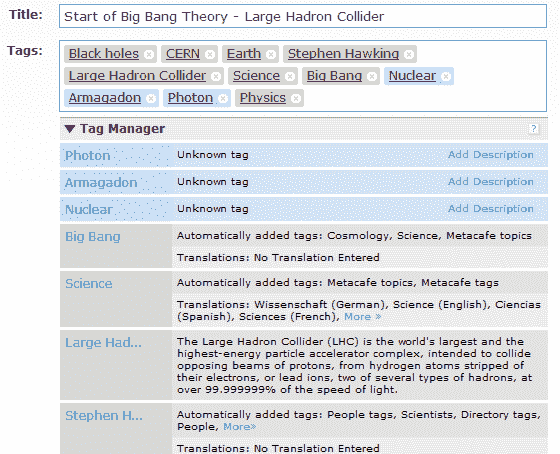 Title: Start of Big Bang Theory - Large Hadron Collider
Tags: Black holes CERN Earth Stephen Hawking
Large Hadron Collider Science Big Bang Nuclear
Armagadon Photon Physics
Tag Manager ?
Photon Unknown tag Add Description
Armagadon Unknown tag Add Description
Nuclear Unknown tag Add Description
Big Bang Automatically added tags: Cosmology, Science, Metacafe topics
Translations: No Translation Entered
Science Automatically added tags: Metacafe topics, Metacafe tags
Translations: Wissenschaft (German), Science (English), Ciencias
(Spanish), Sciences (French), More »
Large Had... The Large Hadron Collider (LHC) is the world's largest and the
highest-energy particle accelerator complex, intended to collide
opposing beams of protons, from hydrogen atoms stripped of
their electrons, or lead ions, two of several types of hadrons, at
over 99.999999% of the speed of light.
Stephen H... Automatically added tags: People tags, Scientists, Directory tags,
People, More»
Translations: No Translation Entered